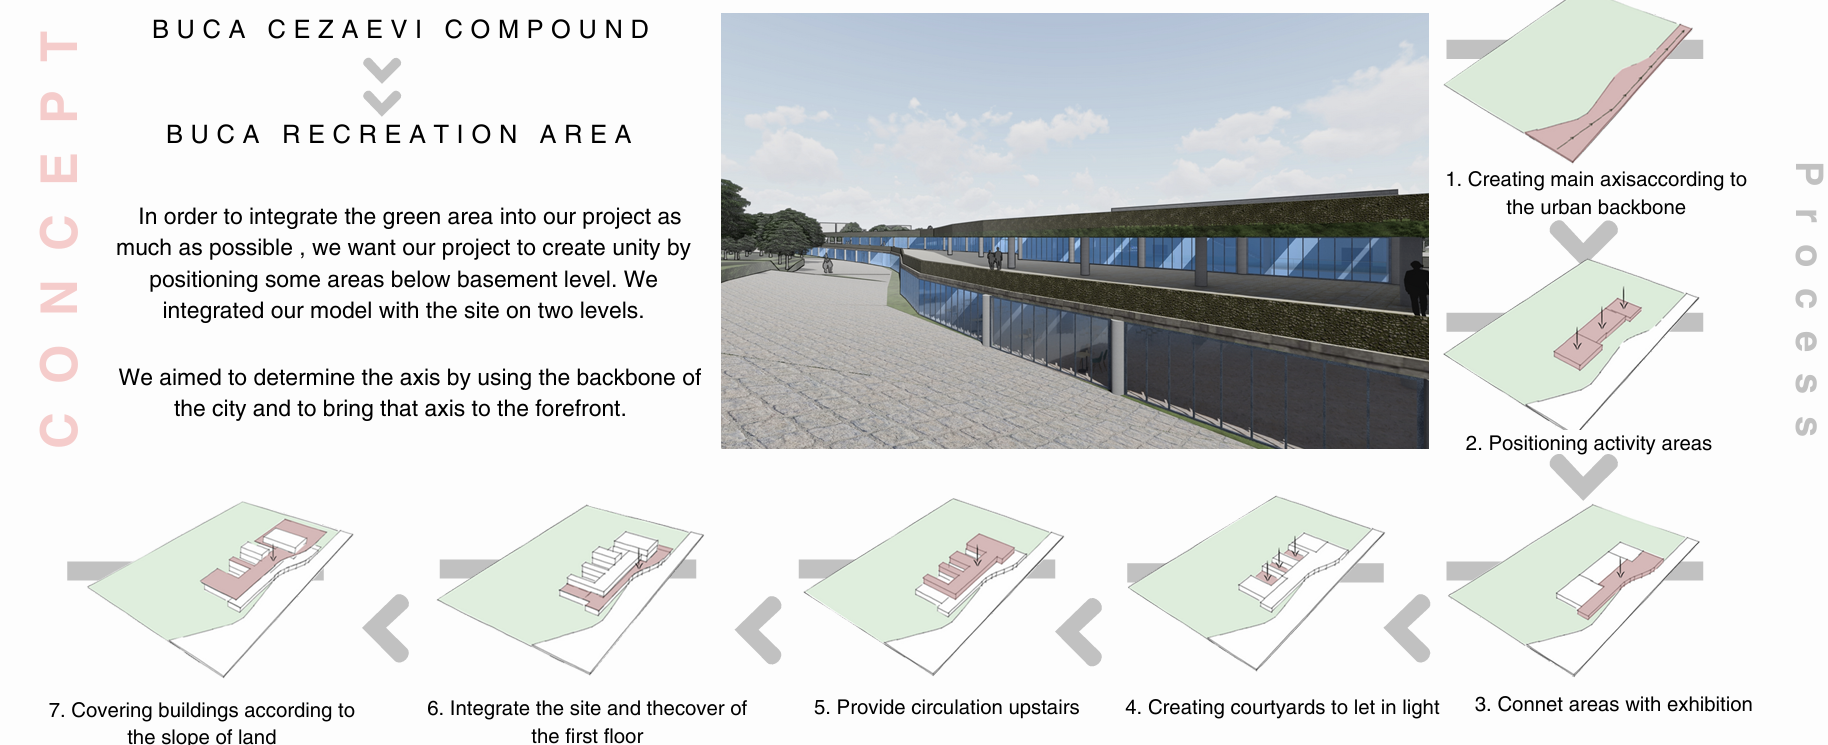 CONCEPT
BUCA CEZAEVI COMPOUND
BUCA RECREATION AREA
In order to integrate the green area into our project as
much as possible , we want our project to create unity by
positioning some areas below basement level. We
integrated our model with the site on two levels.
We aimed to determine the axis by using the backbone of
the city and to bring that axis to the forefront.
Process
1. Creating main axisaccording to
the urban backbone
2. Positioning activity areas
3. Connet areas with exhibition
4. Creating courtyards to let in light
5. Provide circulation upstairs
6. Integrate the site and thecover of
the first floor
7. Covering buildings according to
the slope of land